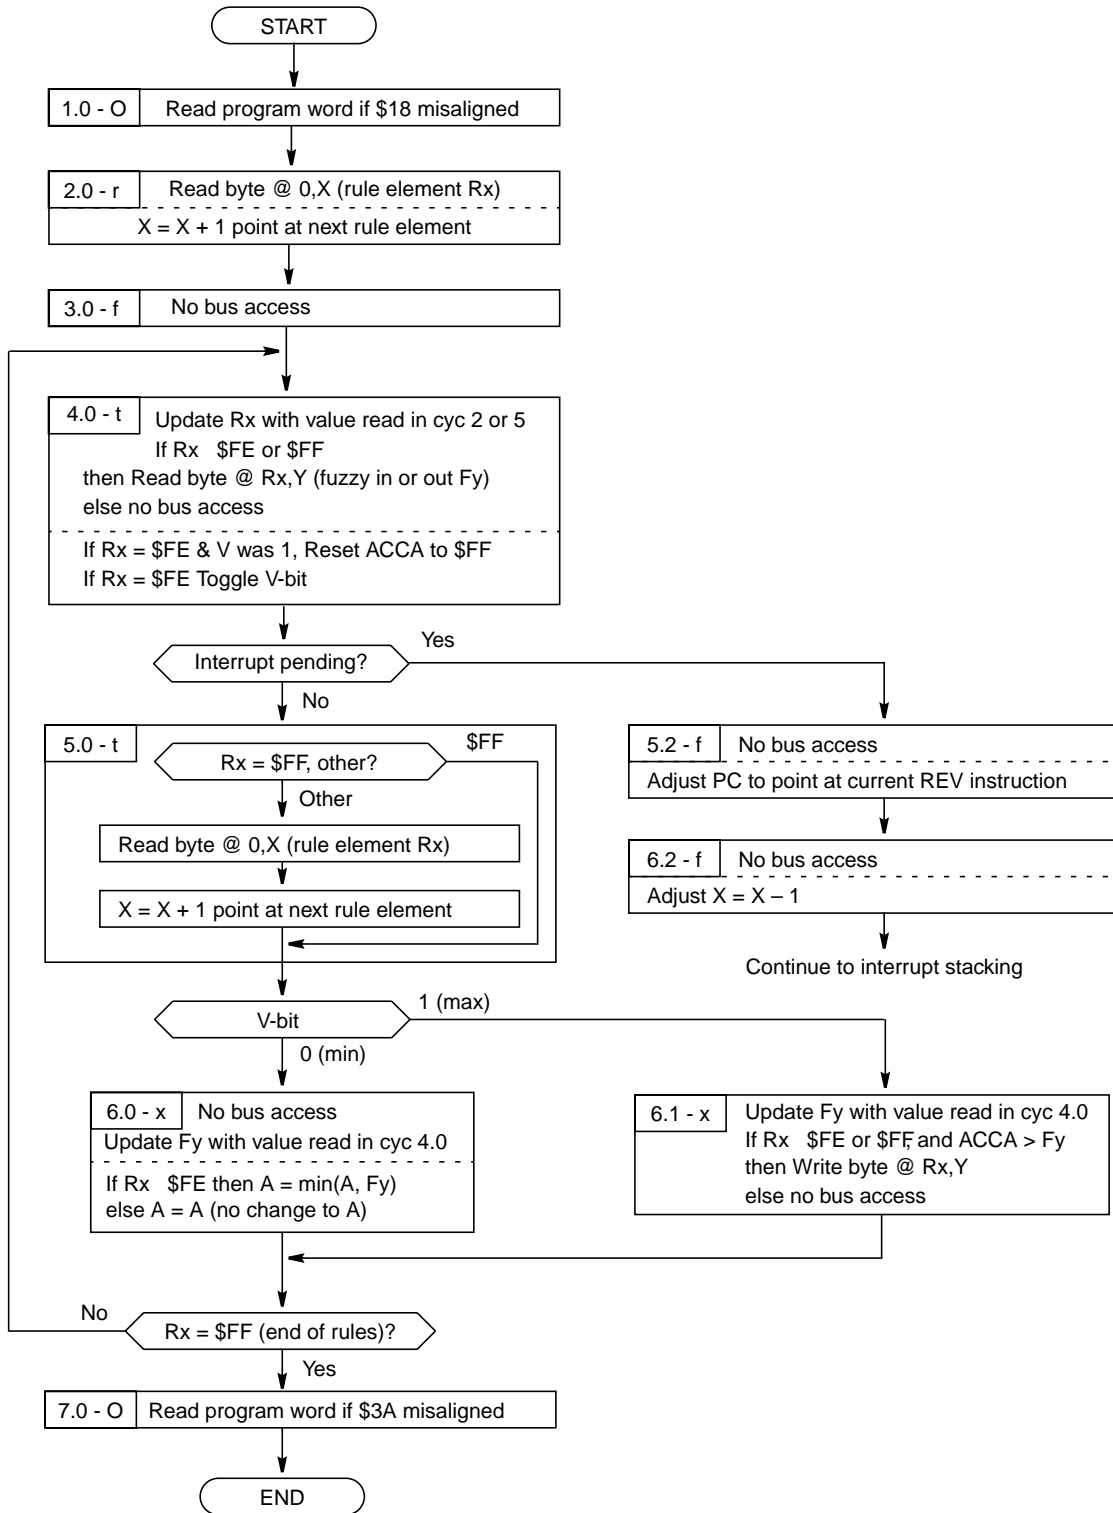 START
1.0 - O
Read program word if $18 misaligned
2.0 - r
Read byte @ 0,X (rule element Rx)
X = X + 1 point at next rule element
3.0 - f
No bus access
4.0 - t
Update Rx with value read in cyc 2 or 5
If Rx $FE or $FF
then Read byte @ Rx,Y (fuzzy in or out Fy)
else no bus access
If Rx = $FE & V was 1, Reset ACCA to $FF
If Rx = $FE Toggle V-bit
Interrupt pending?
Yes
No
5.0 - t
Rx = $FF, other?
$FF
Other
Read byte @ 0,X (rule element Rx)
X = X + 1 point at next rule element
5.2 - f
No bus access
Adjust PC to point at current REV instruction
6.2 - f
No bus access
Adjust X = X – 1
Continue to interrupt stacking
V-bit
1 (max)
0 (min)
6.0 - x
No bus access
Update Fy with value read in cyc 4.0
If Rx $FE then A = min(A, Fy)
else A = A (no change to A)
6.1 - x
Update Fy with value read in cyc 4.0
If Rx $FE or $FF, and ACCA > Fy
then Write byte @ Rx,Y
else no bus access
No
Rx = $FF (end of rules)?
Yes
7.0 - O
Read program word if $3A misaligned
END